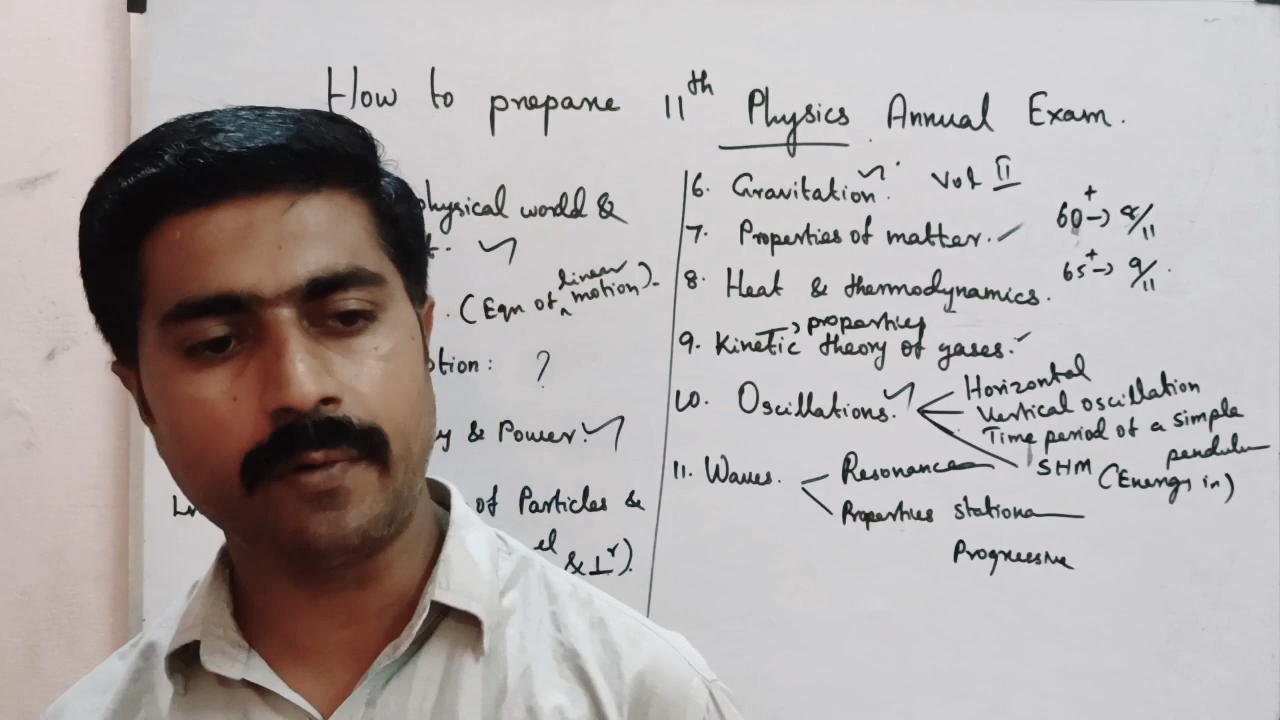 How to prepare 11th Physics Annual Exam.
physical world &
(Eqn of linear motion).
otion: ?
y & Power.
of Particles &
el & ⊥r).
6. Gravitation. Vol II
7. Properties of matter. 60+ → 8/11
8. Heat & thermodynamics. 65+ → 9/11.
9. Kinetic theory of gases. properties
10. Oscillations.
Horizontal
Vertical oscillation
Time period of a simple
pendulum
SHM (Energy in)
11. Waves. Resonance
Properties stationa
Progressive